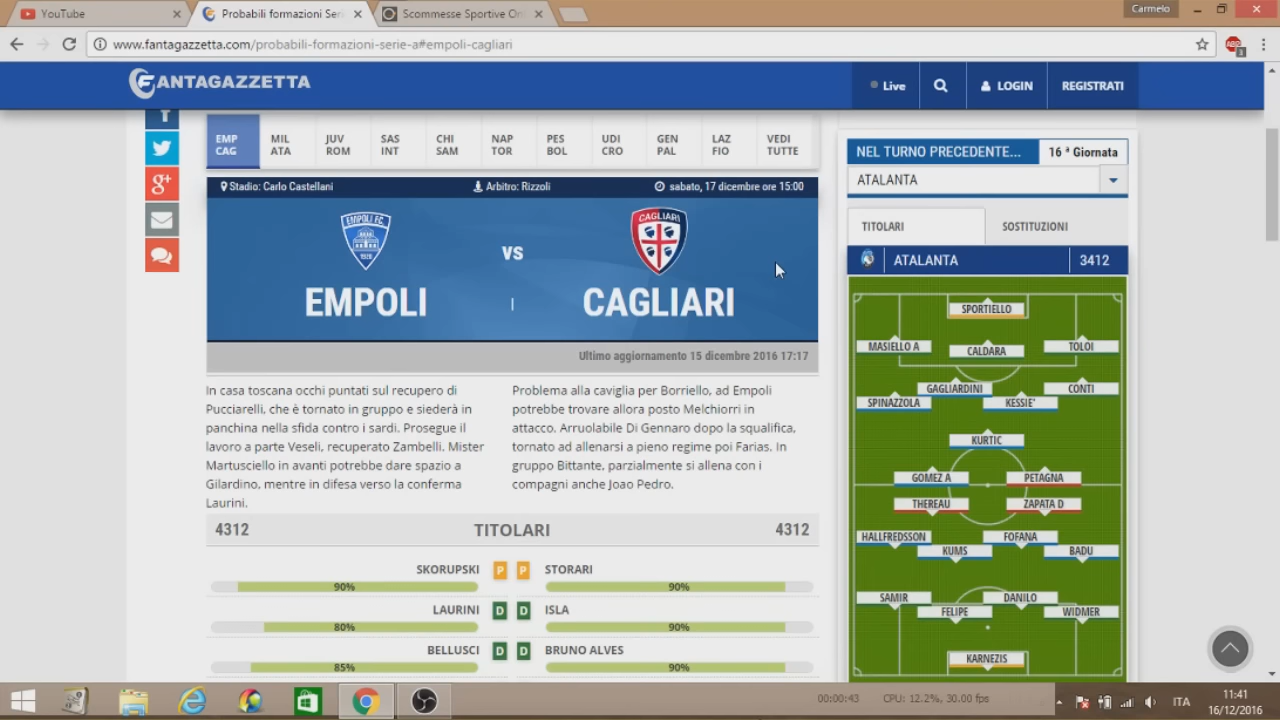 YouTube
Probabili formazioni Seri
Scommesse Sportive On
Carmelo
www.fantagazzetta.com/probabili-formazioni-serie-a#empoli-cagliari
ABP
1
FANTAGAZZETTA
Live
LOGIN
REGISTRATI
EMP CAG
MIL ATA
JUV ROM
SAS INT
CHI SAM
NAP TOR
PES BOL
UDI CRO
GEN PAL
LAZ FIO
VEDI TUTTE
Stadio: Carlo Castellani
Arbitro: Rizzoli
sabato, 17 dicembre ore 15:00
EMPOLI FC
1920
CAGLIARI
VS
EMPOLI
|
CAGLIARI
Ultimo aggiornamento 15 dicembre 2016 17:17
In casa toscana occhi puntati sul recupero di
Pucciarelli, che è tornato in gruppo e siederà in
panchina nella sfida contro i sardi. Prosegue il
lavoro a parte Veseli, recuperato Zambelli. Mister
Martusciello in avanti potrebbe dare spazio a
Gilardino, mentre in difesa verso la conferma
Laurini.
Problema alla caviglia per Borriello, ad Empoli
potrebbe trovare allora posto Melchiorri in
attacco. Arruolabile Di Gennaro dopo la squalifica,
tornato ad allenarsi a pieno regime poi Farias. In
gruppo Bittante, parzialmente si allena con i
compagni anche Joao Pedro.
4312 TITOLARI 4312
SKORUPSKI P P STORARI
90% 90%
LAURINI D D ISLA
80% 90%
BELLUSCI D D BRUNO ALVES
85% 90%
NEL TURNO PRECEDENTE...
16 ª Giornata
ATALANTA
TITOLARI
SOSTITUZIONI
ATALANTA
3412
SPORTIELLO
MASIELLO A
CALDARA
TOLOI
GAGLIARDINI
CONTI
SPINAZZOLA
KESSIE'
KURTIC
GOMEZ A
PETAGNA
THEREAU
ZAPATA D
HALLFREDSSON
FOFANA
KUMS
BADU
SAMIR
DANILO
FELIPE
WIDMER
KARNEZIS
00:00:43
CPU: 12.2%, 30.00 fps
ITA
11:41
16/12/2016